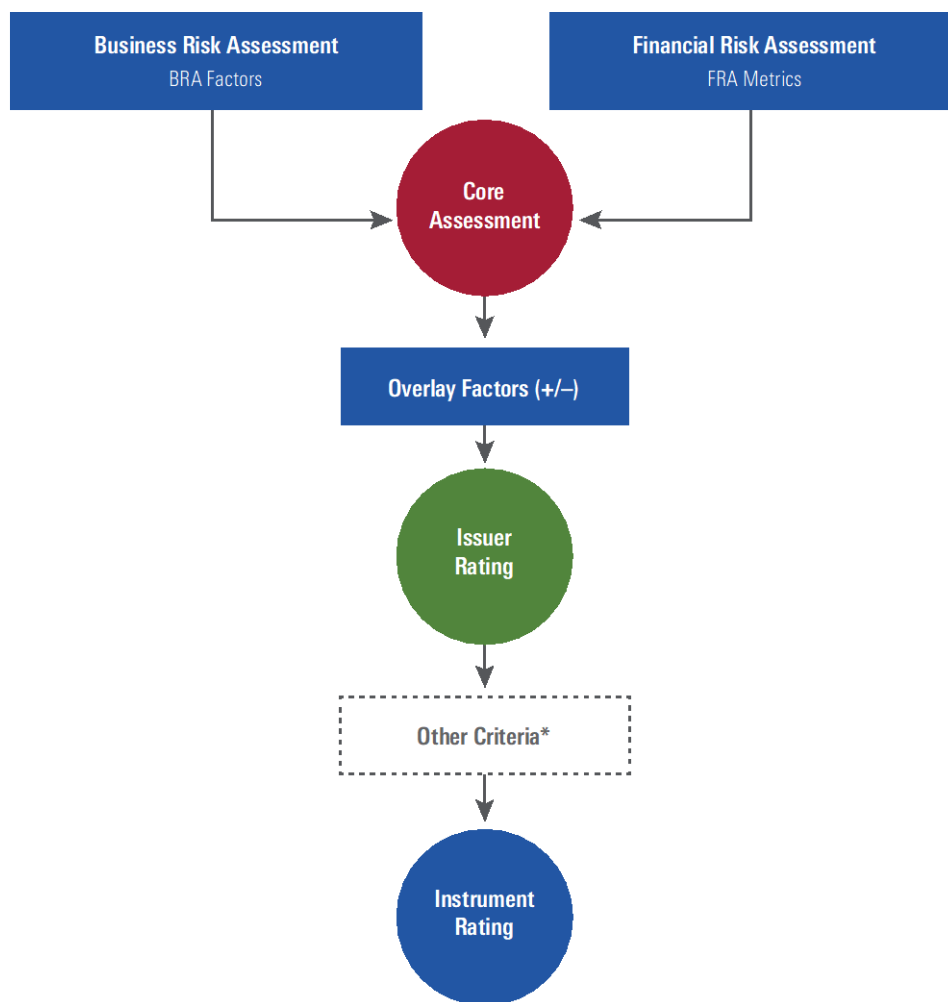 Business Risk Assessment
BRA Factors
Financial Risk Assessment
FRA Metrics
Core
Assessment
Overlay Factors (+/–)
Issuer
Rating
Other Criteria*
Instrument
Rating